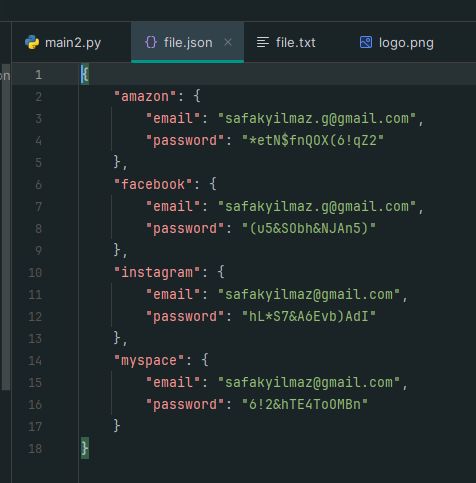 main2.py file.json × file.txt logo.png
on
1 {
2 "amazon": {
3 "email": "safakyilmaz.g@gmail.com",
4 "password": "*etN$fnQOX(6!qZ2"
5 },
6 "facebook": {
7 "email": "safakyilmaz.g@gmail.com",
8 "password": "(u5&SObh&NJAn5)"
9 },
10 "instagram": {
11 "email": "safakyilmaz@gmail.com",
12 "password": "hL*S7&A6Evb)AdI"
13 },
14 "myspace": {
15 "email": "safakyilmaz@gmail.com",
16 "password": "6!2&hTE4ToOMBn"
17 }
18 }